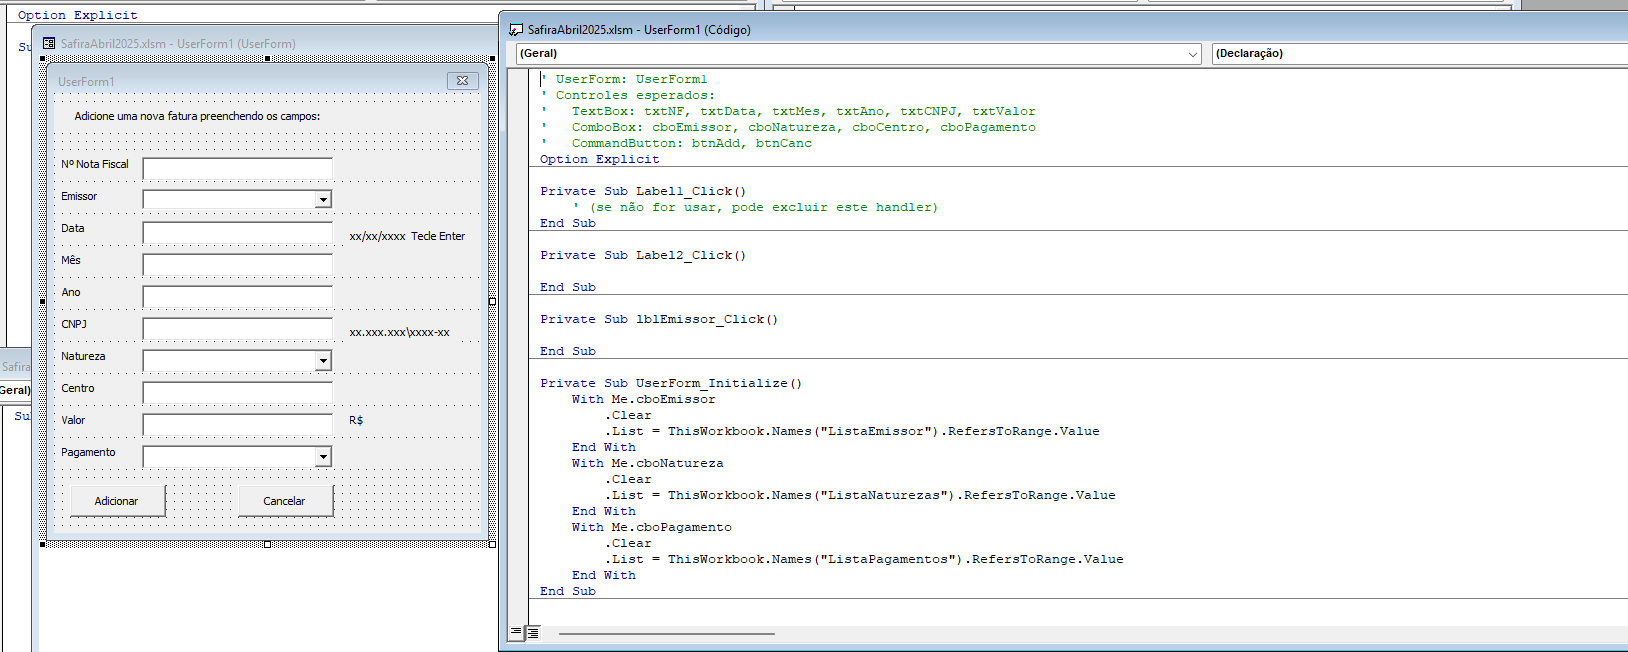 Option Explicit
Su
SafiraAbril2025.xlsm - UserForm1 (UserForm)
UserForm1
Adicione uma nova fatura preenchendo os campos:
Nº Nota Fiscal
Emissor
Data
xx/xx/xxxx Tecle Enter
Mês
Ano
CNPJ
xx.xxx.xxx\xxxx-xx
Natureza
Centro
Valor
R$
Pagamento
Adicionar
Cancelar
Safira
Geral)
Su
SafiraAbril2025.xlsm - UserForm1 (Código)
(Geral)
(Declaração)
' UserForm: UserForm1
' Controles esperados:
'   TextBox: txtNF, txtData, txtMes, txtAno, txtCNPJ, txtValor
'   ComboBox: cboEmissor, cboNatureza, cboCentro, cboPagamento
'   CommandButton: btnAdd, btnCanc
Option Explicit
Private Sub Label1_Click()
    ' (se não for usar, pode excluir este handler)
End Sub
Private Sub Label2_Click()
End Sub
Private Sub lblEmissor_Click()
End Sub
Private Sub UserForm_Initialize()
    With Me.cboEmissor
        .Clear
        .List = ThisWorkbook.Names("ListaEmissor").RefersToRange.Value
    End With
    With Me.cboNatureza
        .Clear
        .List = ThisWorkbook.Names("ListaNaturezas").RefersToRange.Value
    End With
    With Me.cboPagamento
        .Clear
        .List = ThisWorkbook.Names("ListaPagamentos").RefersToRange.Value
    End With
End Sub